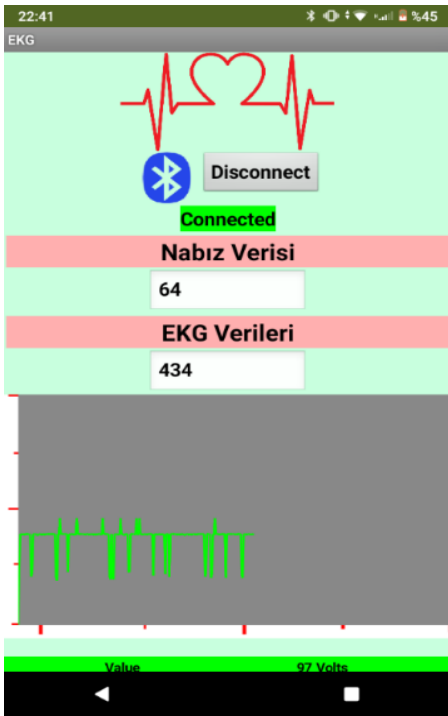 22:41 %45
EKG
Disconnect
Connected
Nabız Verisi
64
EKG Verileri
434
Value 97 Volts